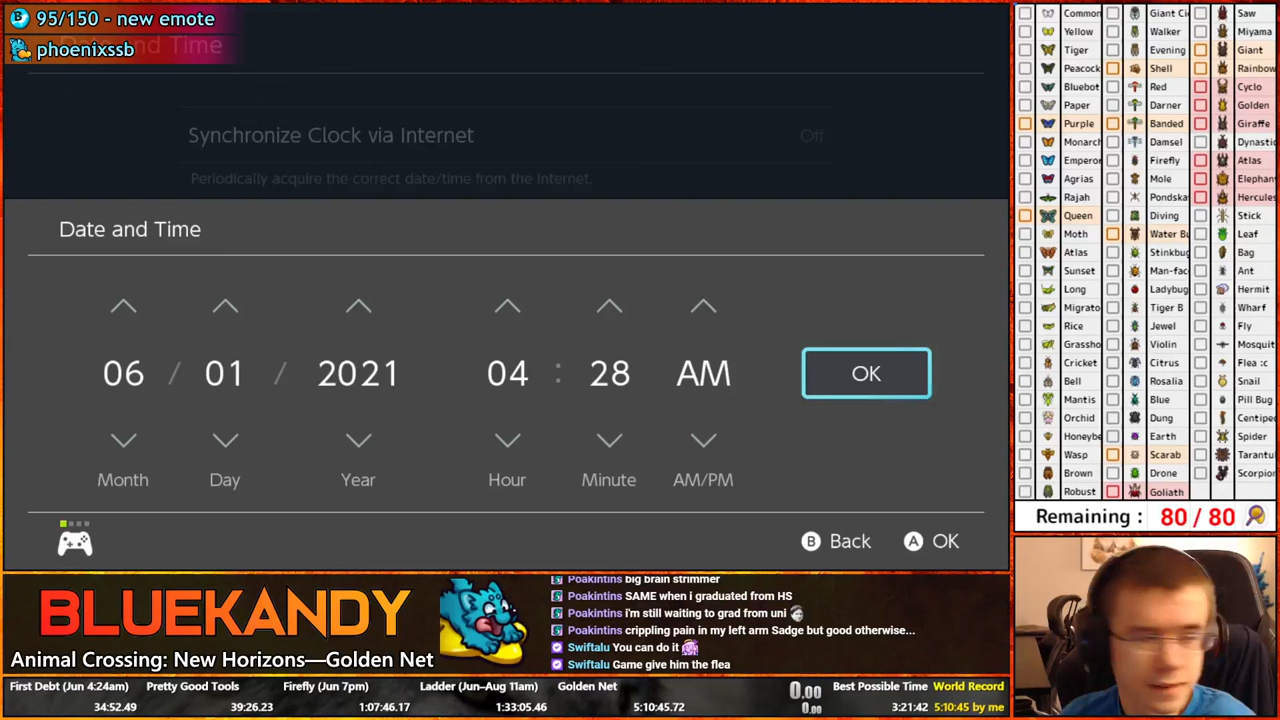 95/150 - new emote
phoenixssb
Date and Time
Synchronize Clock via Internet
Off
Periodically acquire the correct date/time from the Internet.
Date and Time
06 / 01 / 2021 04 : 28 AM
OK
Month Day Year Hour Minute AM/PM
B Back A OK
Common Giant Ci Saw
Yellow Walker Miyama
Tiger Evening Giant
Peacock Shell Rainbow
Bluebot Red Cyclo
Paper Darner Golden
Purple Banded Giraffe
Monarch Damsel Dynastic
Emperor Firefly Atlas
Agrias Mole Elephan
Rajah Pondska Hercules
Queen Diving Stick
Moth Water Bu Leaf
Atlas Stinkbug Bag
Sunset Man-fac Ant
Long Ladybug Hermit
Migrato Tiger B Wharf
Rice Jewel Fly
Grassho Violin Mosquit
Cricket Citrus Flea :c
Bell Rosalia Snail
Mantis Blue Pill Bug
Orchid Dung Centipe
Honeybe Earth Spider
Wasp Scarab Tarantu
Brown Drone Scorpio
Robust Goliath
Remaining : 80 / 80
BLUEKANDY
Animal Crossing: New Horizons—Golden Net
Poakintins big brain strimmer
Poakintins SAME when i graduated from HS
Poakintins i'm still waiting to grad from uni
Poakintins crippling pain in my left arm Sadge but good otherwise...
Swiftalu You can do it
Swiftalu Game give him the flea
First Debt (Jun 4:24am) Pretty Good Tools Firefly (Jun 7pm) Ladder (Jun–Aug 11am) Golden Net
34:52.49 39:26.23 1:07:46.17 1:33:05.46 5:10:45.72
0.00
0.00
Best Possible Time World Record
3:21:42 5:10:45 by me